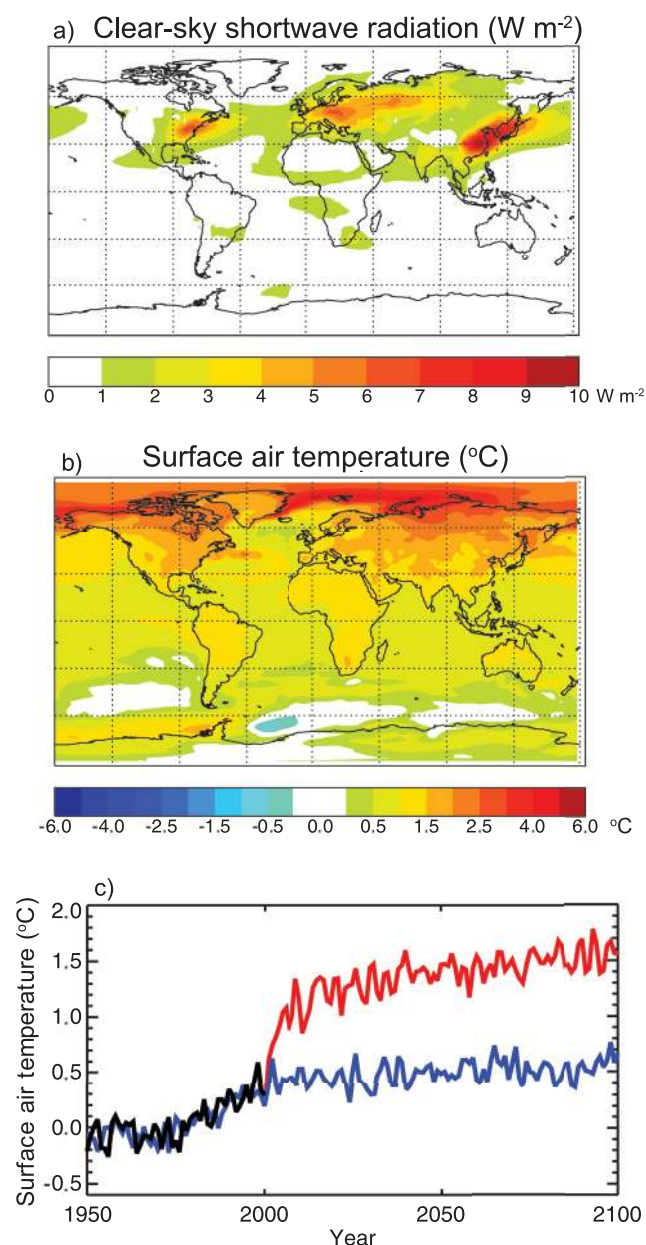 a) Clear-sky shortwave radiation (W m-2)
0 1 2 3 4 5 6 7 8 9 10 W m-2
b) Surface air temperature (oC)
-6.0 -4.0 -2.5 -1.5 -0.5 0.0 0.5 1.5 2.5 4.0 6.0 oC
c)
Surface air temperature (oC)
2.0
1.5
1.0
0.5
0.0
-0.5
1950 2000 2050 2100
Year